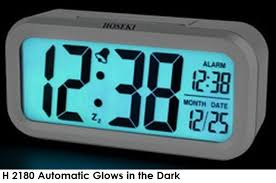 HOSEKI
12:38
ALARM
12:38
MONTH DATE
12/25
Zz
H 2180 Automatic Glows in the Dark